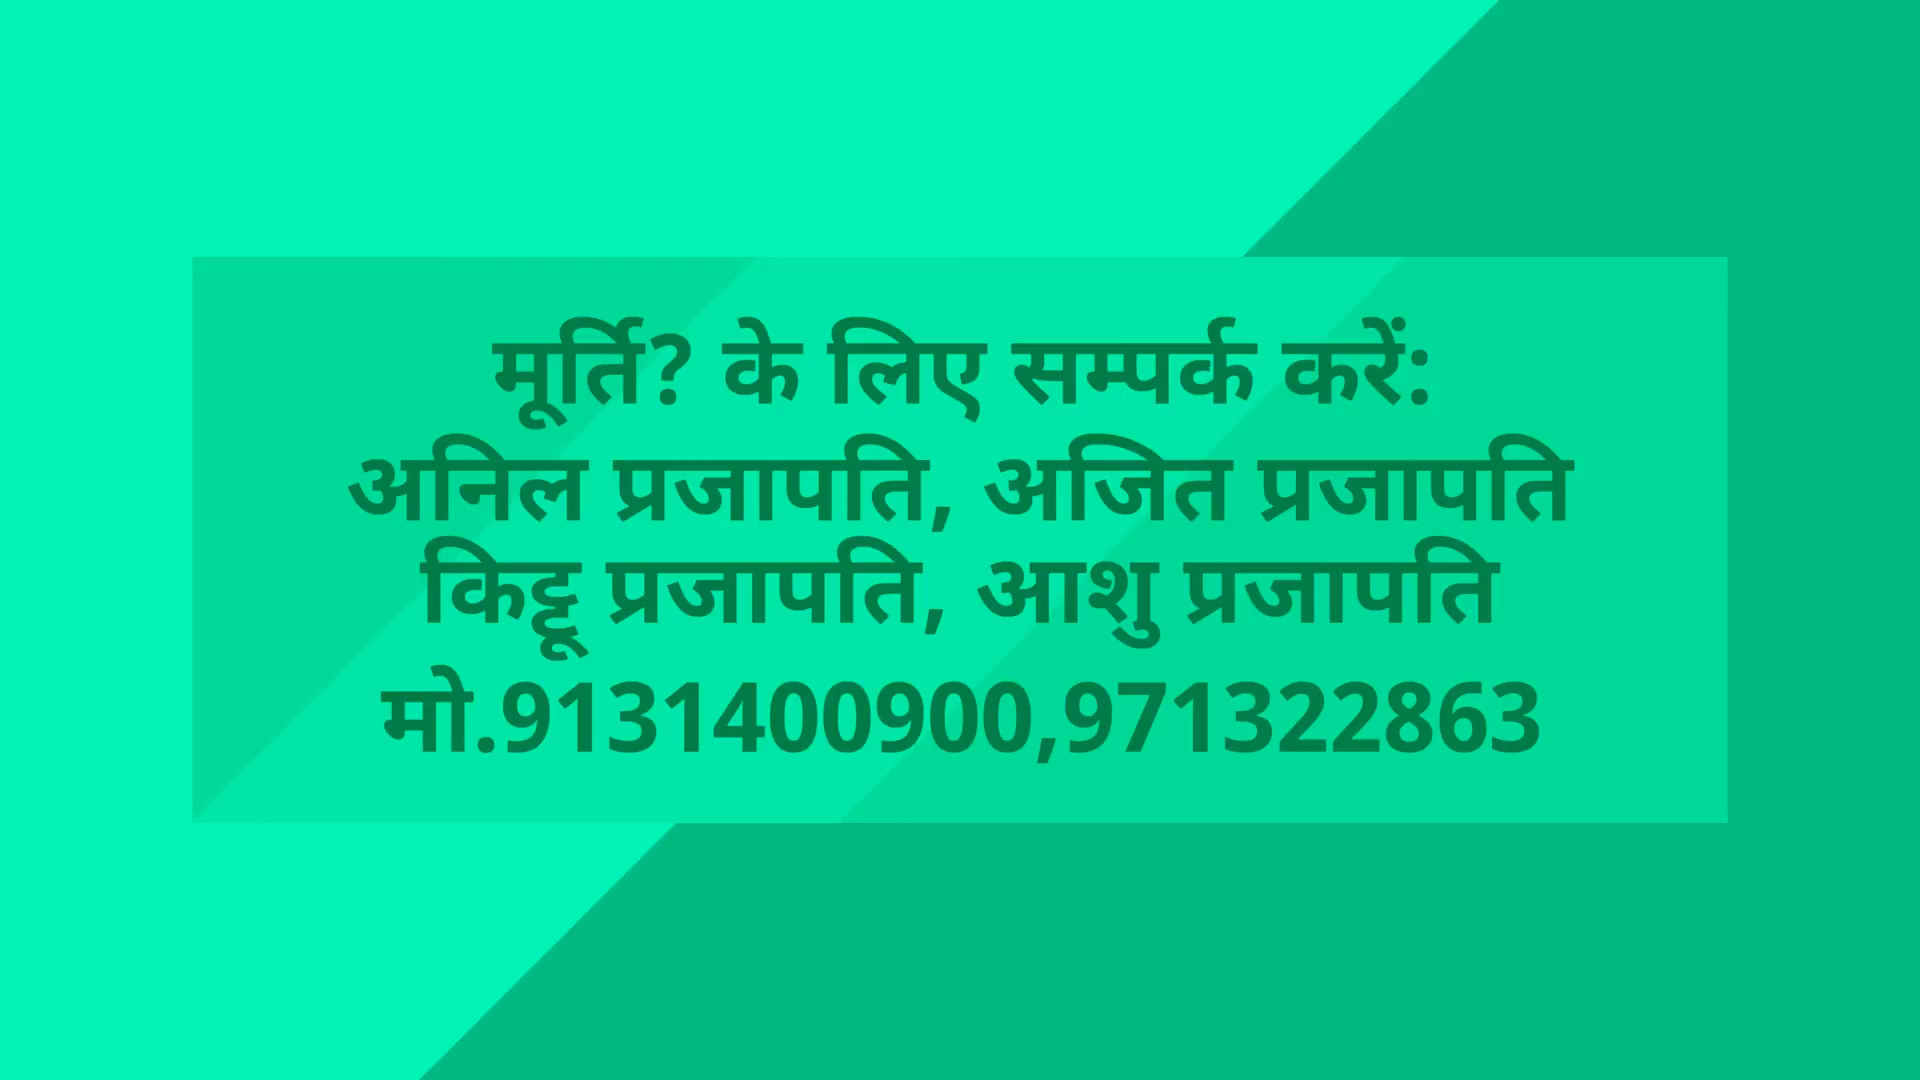 मूर्ति? के लिए सम्पर्क करें:
अनिल प्रजापति, अजित प्रजापति
किट्टू प्रजापति, आशु प्रजापति
मो.9131400900,971322863